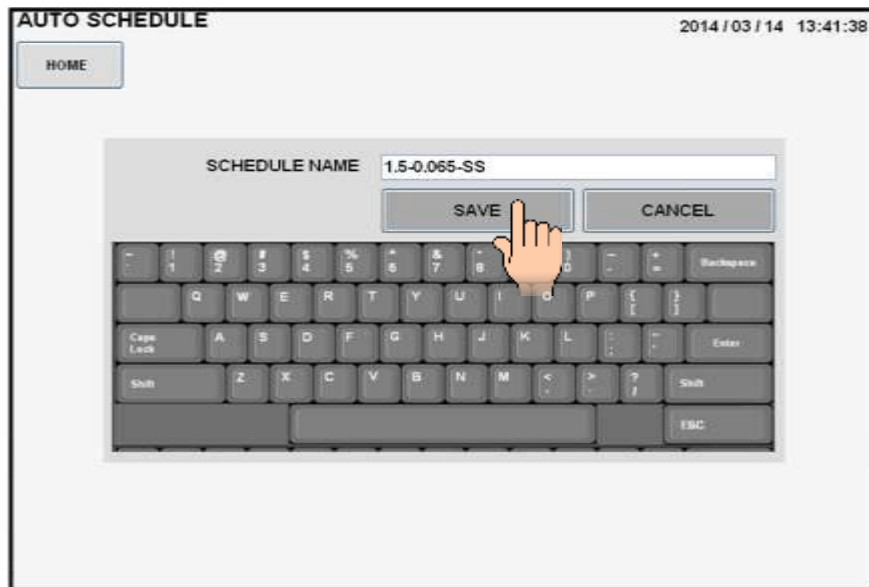 AUTO SCHEDULE
2014 / 03 / 14 13:41:38
HOME
SCHEDULE NAME 1.5-0.065-SS
SAVE CANCEL
! @ # $ % ^ &
1 2 3 4 5 6 7 8 0 Backspace
Q W E R T Y U I O P { }
Caps Lock A S D F G H J K L Enter
Shift Z X C V B N M < > ? Shift
ESC